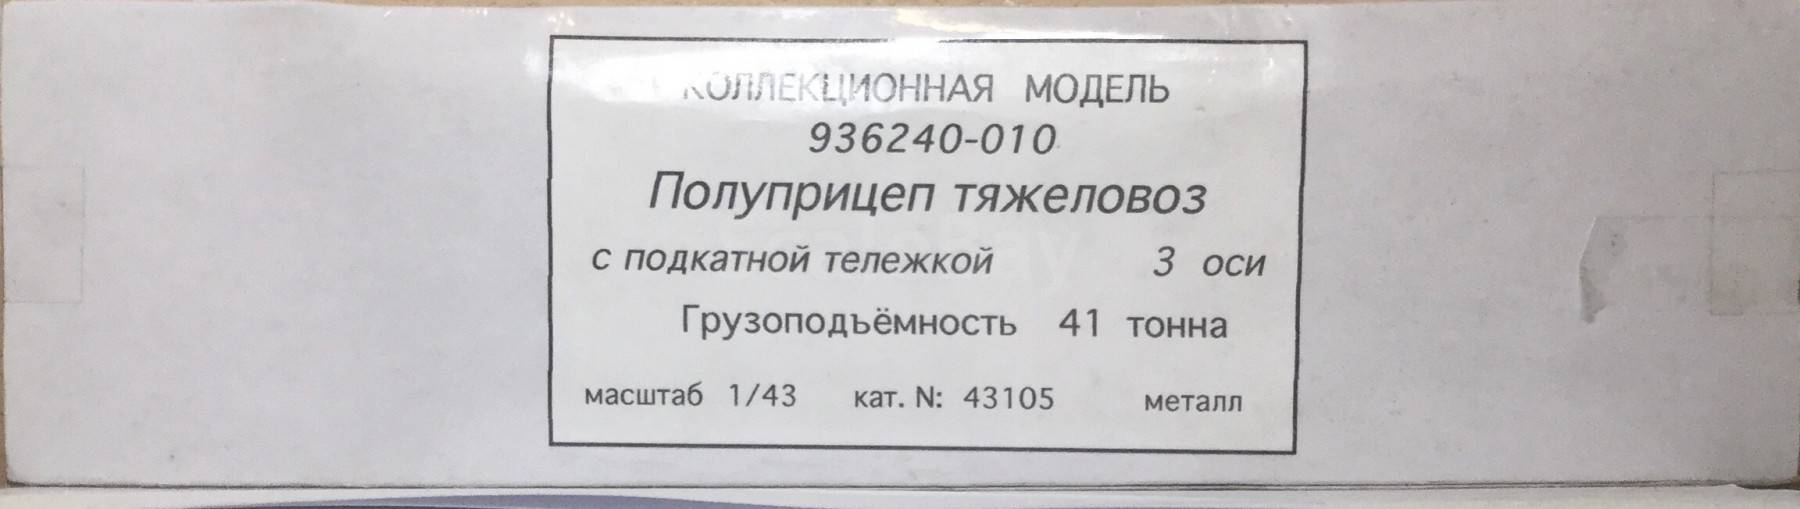 КОЛЛЕКЦИОННАЯ МОДЕЛЬ
936240-010
Полуприцеп тяжеловоз
с подкатной тележкой 3 оси
Грузоподъёмность 41 тонна
масштаб 1/43 кат. N: 43105 металл